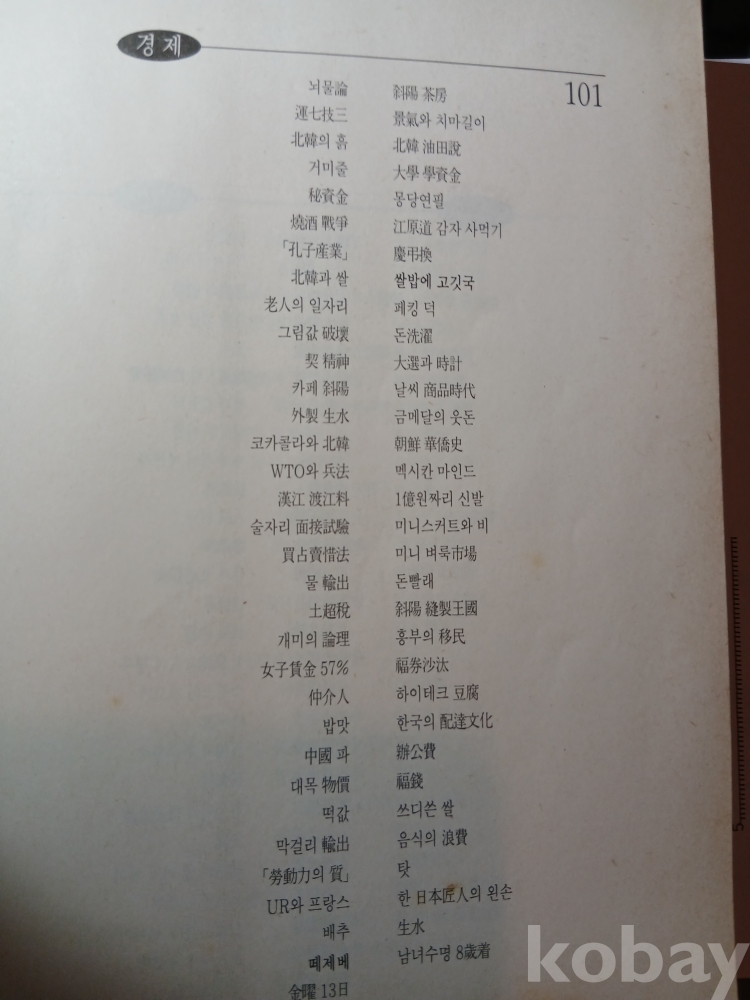 경제
101
뇌물論
運七技三
北韓의 흙
거미줄
秘資金
燒酒 戰爭
「孔子産業」
北韓과 쌀
老人의 일자리
그림값 破壞
契 精神
카페 斜陽
外製 生水
코카콜라와 北韓
WTO와 兵法
漢江 渡江料
술자리 面接試驗
買占賣惜法
물 輸出
土超稅
개미의 論理
女子賃金 57%
仲介人
밥맛
中國 과
대목 物價
떡값
막걸리 輸出
「勞動力의 質」
UR와 프랑스
배추
떼제베
金曜 13日
斜陽 茶房
景氣와 치마길이
北韓 油田說
大學 學資金
몽당연필
江原道 감자 사먹기
慶弔換
쌀밥에 고깃국
페킹 덕
돈洗濯
大選과 時計
날씨 商品時代
금메달의 웃돈
朝鮮 華僑史
멕시칸 마인드
1億원짜리 신발
미니스커트와 비
미니 벼룩市場
돈빨래
斜陽 縫製王國
흥부의 移民
福券沙汰
하이테크 豆腐
한국의 配達文化
辦公費
福錢
쓰디쓴 쌀
음식의 浪費
탓
한 日本匠人의 왼손
生水
남녀수명 8歲着
kobay